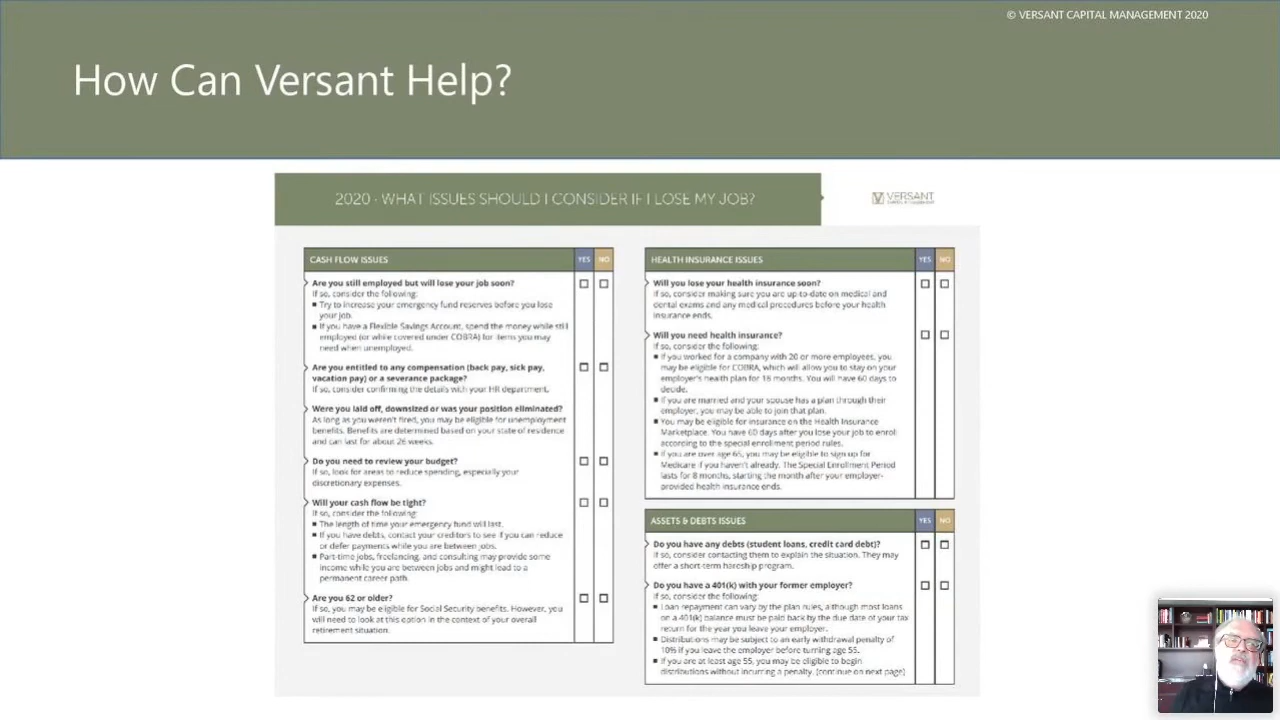 © VERSANT CAPITAL MANAGEMENT 2020
How Can Versant Help?
2020 · WHAT ISSUES SHOULD I CONSIDER IF I LOSE MY JOB?
VERSANT
CASH FLOW ISSUES YES NO
Are you still employed but will lose your job soon?
If so, consider the following:
■ Try to increase your emergency fund reserves before you lose
your job.
■ If you have a Flexible Savings Account, spend the money while still
employed (or while covered under COBRA) for items you may
need when unemployed.
Are you entitled to any compensation (back pay, sick pay,
vacation pay) or a severance package?
If so, consider confirming the details with your HR department.
Were you laid off, downsized or was your position eliminated?
As long as you weren't fired, you may be eligible for unemployment
benefits. Benefits are determined based on your state of residence
and can last for about 26 weeks.
Do you need to review your budget?
If so, look for areas to reduce spending, especially your
discretionary expenses.
Will your cash flow be tight?
If so, consider the following:
■ The length of time your emergency fund will last.
■ If you have debts, contact your creditors to see if you can reduce
or defer payments while you are between jobs.
■ Part-time jobs, freelancing, and consulting may provide some
income while you are between jobs and might lead to a
permanent career path.
Are you 62 or older?
If so, you may be eligible for Social Security benefits. However, you
will need to look at this option in the context of your overall
retirement situation.
HEALTH INSURANCE ISSUES YES NO
Will you lose your health insurance soon?
If so, consider making sure you are up-to-date on medical and
dental exams and any medical procedures before your health
insurance ends.
Will you need health insurance?
If so, consider the following:
■ If you worked for a company with 20 or more employees, you
may be eligible for COBRA, which will allow you to stay on your
employer's health plan for 18 months. You will have 60 days to
decide.
■ If you are married and your spouse has a plan through their
employer, you may be able to join that plan.
■ You may be eligible for insurance on the Health Insurance
Marketplace. You have 60 days after you lose your job to enroll
according to the special enrollment period rules.
■ If you are over age 65, you may be eligible to sign up for
Medicare if you haven't already. The Special Enrollment Period
lasts for 8 months, starting the month after your employer-
provided health insurance ends.
ASSETS & DEBTS ISSUES YES NO
Do you have any debts (student loans, credit card debt)?
If so, consider contacting them to explain the situation. They may
offer a short-term hardship program.
Do you have a 401(k) with your former employer?
If so, consider the following:
■ Loan repayment can vary by the plan rules, although most loans
on a 401(k) balance must be paid back by the due date of your tax
return for the year you leave your employer.
■ Distributions may be subject to an early withdrawal penalty of
10% if you leave the employer before turning age 55.
■ If you are at least age 55, you may be eligible to begin
distributions without incurring a penalty. (continue on next page)